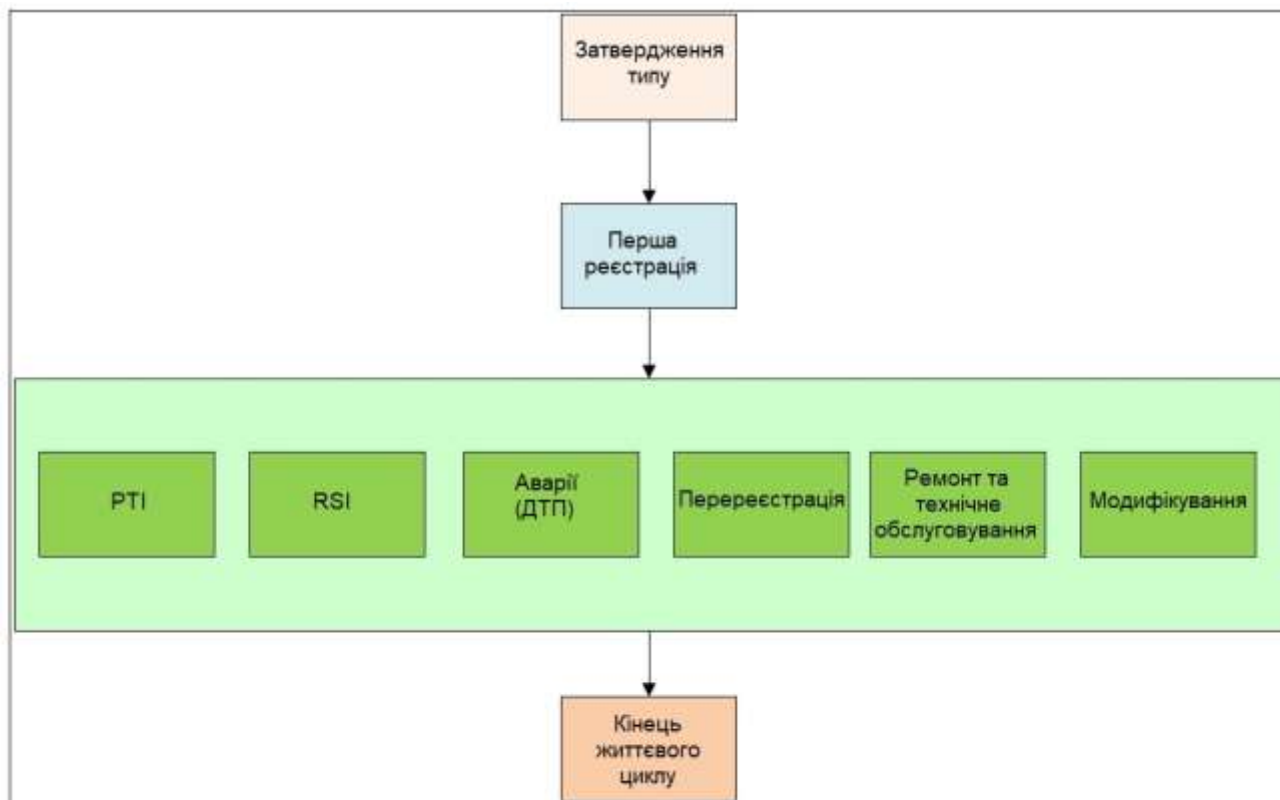 Затвердження
типу
Перша
реєстрація
PTI
RSI
Аварії
(ДТП)
Перереєстрація
Ремонт та
технічне
обслуговування
Модифікування
Кінець
життєвого
циклу